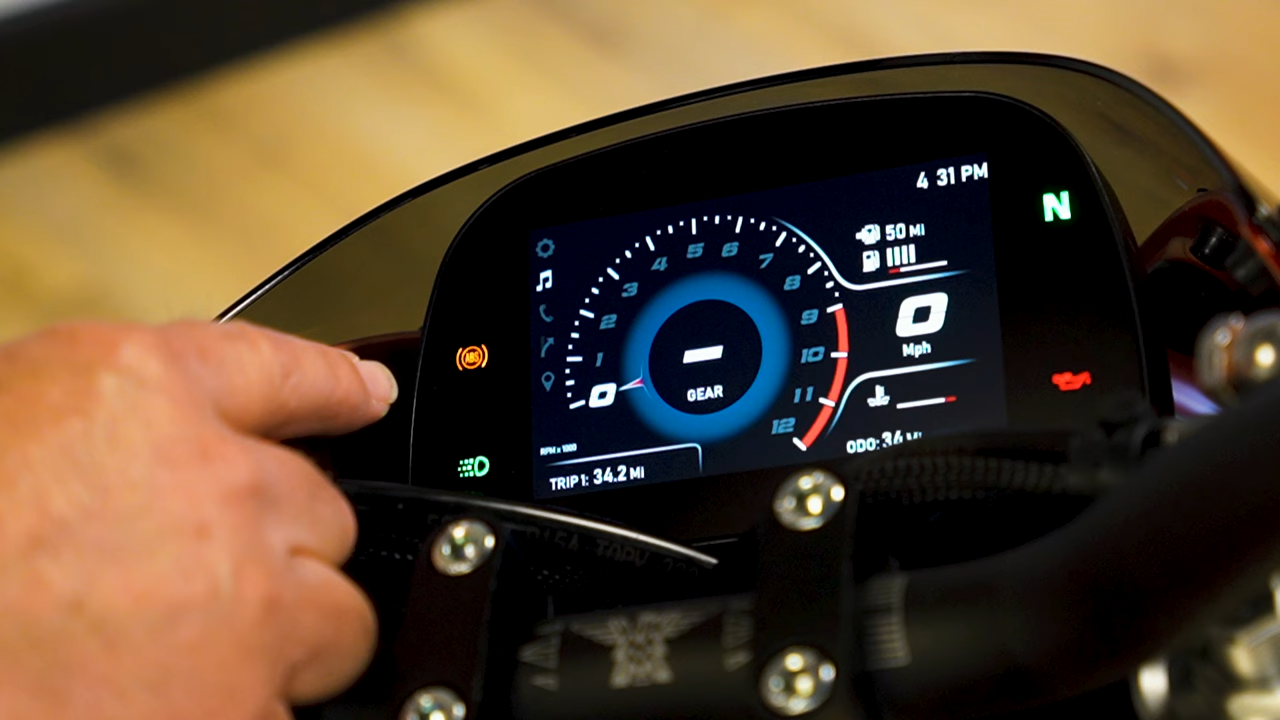 4 31 PM
N
50 MI
5 6
4 7
3 8
2 9
0 Mph
ABS
1 10
0 GEAR 11
12
RPM x 1000
ODO: 34 MI
TRIP 1: 34.2 MI